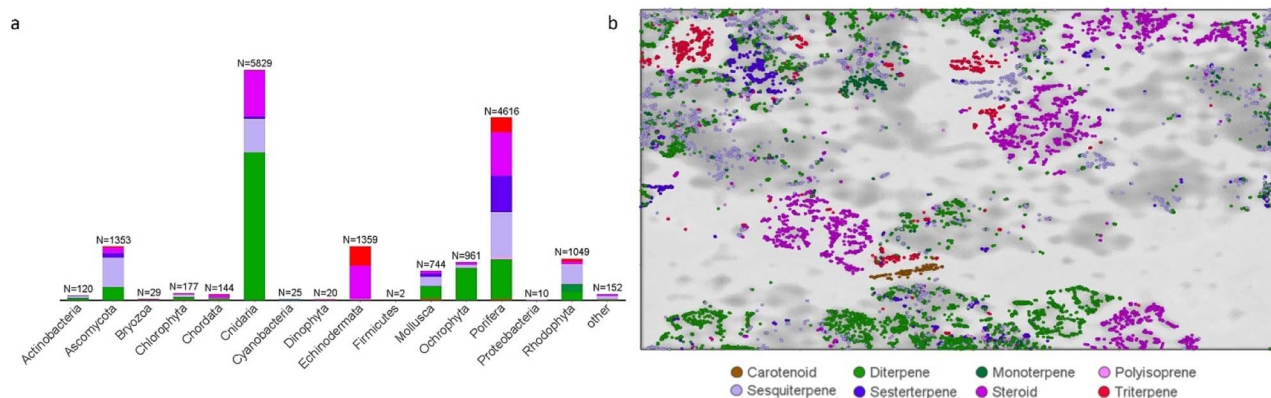 a
b
N=5829
N=4616
N=1353
N=1359
N=1049
N=961
N=744
N=177
N=144
N=120
N=29
N=25
N=20
N=2
N=10
N=152
Actinobacteria
Ascomycota
Bryozoa
Chlorophyta
Chordata
Cnidaria
Cyanobacteria
Dinophyta
Echinodermata
Firmicutes
Mollusca
Ochrophyta
Porifera
Proteobacteria
Rhodophyta
other
Carotenoid Diterpene Monoterpene Polyisoprene
Sesquiterpene Sesterterpene Steroid Triterpene